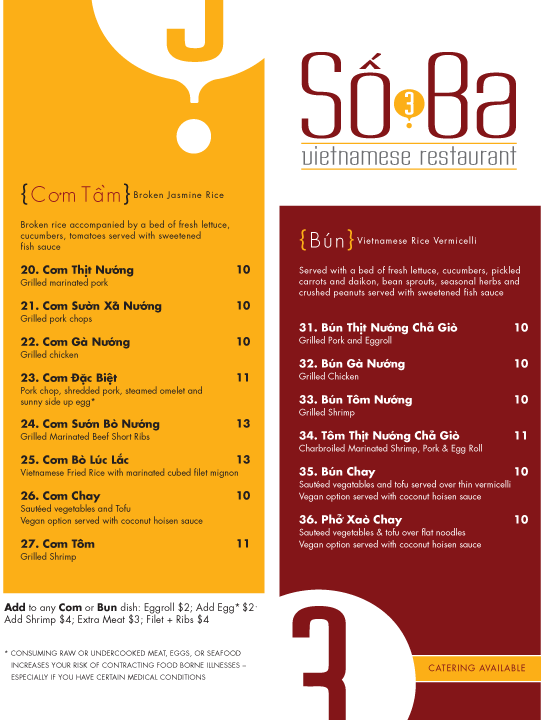 3
Số 3 Ba
vietnamese restaurant
{Cơm Tầm} Broken Jasmine Rice
Broken rice accompanied by a bed of fresh lettuce,
cucumbers, tomatoes served with sweetened
fish sauce
20. Cơm Thịt Nướng 10
Grilled marinated pork
21. Cơm Sườn Xã Nướng 10
Grilled pork chops
22. Cơm Gà Nướng 10
Grilled chicken
23. Cơm Đặc Biệt 11
Pork chop, shredded pork, steamed omelet and
sunny side up egg*
24. Cơm Sướn Bò Nướng 13
Grilled Marinated Beef Short Ribs
25. Cơm Bò Lúc Lắc 13
Vietnamese Fried Rice with marinated cubed filet mignon
26. Cơm Chay 10
Sautéed vegetables and Tofu
Vegan option served with coconut hoisen sauce
27. Cơm Tôm 11
Grilled Shrimp
Add to any Com or Bun dish: Eggroll $2; Add Egg* $2·
Add Shrimp $4; Extra Meat $3; Filet + Ribs $4
* CONSUMING RAW OR UNDERCOOKED MEAT, EGGS, OR SEAFOOD
INCREASES YOUR RISK OF CONTRACTING FOOD BORNE ILLNESSES –
ESPECIALLY IF YOU HAVE CERTAIN MEDICAL CONDITIONS
{Bún} Vietnamese Rice Vermicelli
Served with a bed of fresh lettuce, cucumbers, pickled
carrots and daikon, bean sprouts, seasonal herbs and
crushed peanuts served with sweetened fish sauce
31. Bún Thịt Nướng Chả Giò 10
Grilled Pork and Eggroll
32. Bún Gà Nướng 10
Grilled Chicken
33. Bún Tôm Nướng 10
Grilled Shrimp
34. Tôm Thịt Nướng Chả Giò 11
Charbroiled Marinated Shrimp, Pork & Egg Roll
35. Bún Chay 10
Sautéed vegatables and tofu served over thin vermicelli
Vegan option served with coconut hoisen sauce
36. Phở Xaò Chay 10
Sauteed vegetables & tofu over flat noodles
Vegan option served with coconut hoisen sauce
3
CATERING AVAILABLE